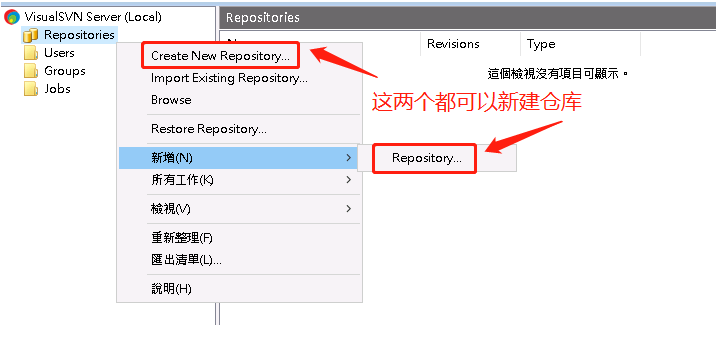 VisualSVN Server (Local)
Repositories
Users
Groups
Jobs
Repositories
Revisions
Type
這個檢視沒有項目可顯示。
Create New Repository...
Import Existing Repository...
Browse
Restore Repository...
新增(N)
所有工作(K)
檢視(V)
重新整理(F)
匯出清單(L)...
說明(H)
Repository...
这两个都可以新建仓库